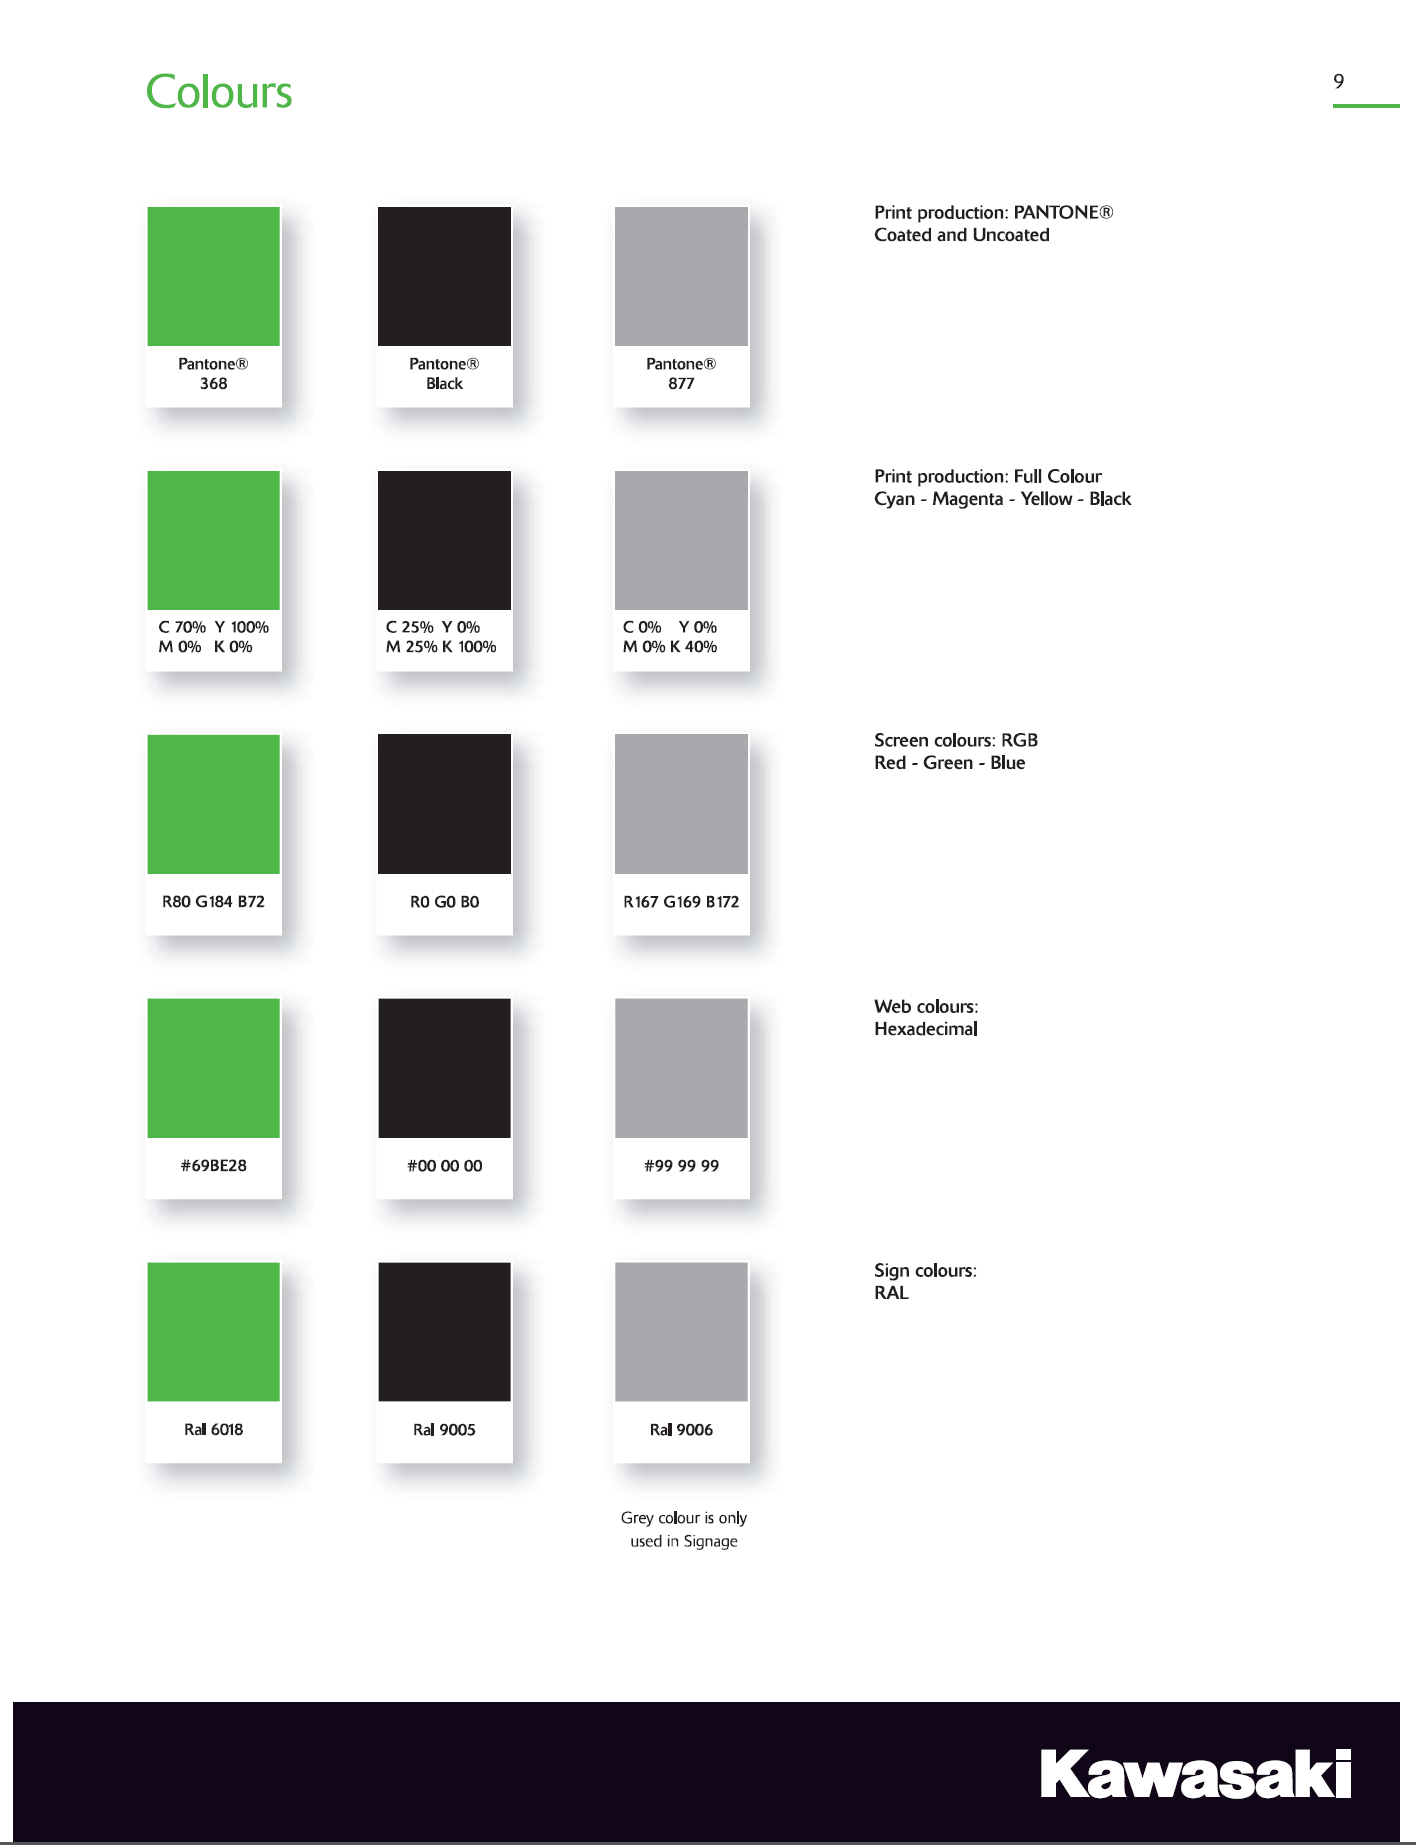 Colours
9
Print production: PANTONE®
Coated and Uncoated
Pantone®
368
Pantone®
Black
Pantone®
877
Print production: Full Colour
Cyan - Magenta - Yellow - Black
C 70% Y 100%
M 0% K 0%
C 25% Y 0%
M 25% K 100%
C 0% Y 0%
M 0% K 40%
Screen colours: RGB
Red - Green - Blue
R80 G184 B72
R0 G0 B0
R167 G169 B172
Web colours:
Hexadecimal
#69BE28
#00 00 00
#99 99 99
Sign colours:
RAL
Ral 6018
Ral 9005
Ral 9006
Grey colour is only
used in Signage
Kawasaki